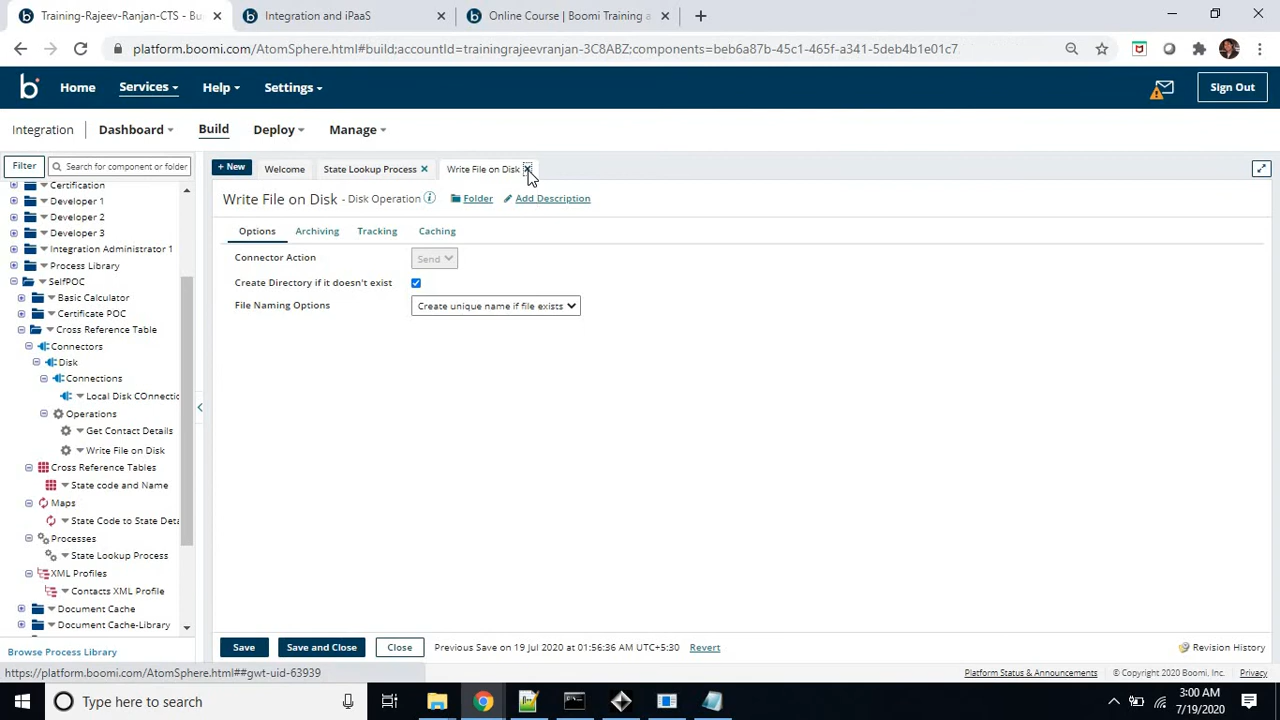 Training-Rajeev-Ranjan-CTS - Bu
Integration and iPaaS
Online Course | Boomi Training a
platform.boomi.com/AtomSphere.html#build;accountId=trainingrajeevranjan-3C8ABZ;components=beb6a87b-45c1-465f-a341-5deb4b1e01c7
Home
Services
Help
Settings
Sign Out
Integration
Dashboard
Build
Deploy
Manage
Filter
Search for component or folder
+ New
Welcome
State Lookup Process
Write File on Disk
Certification
Developer 1
Developer 2
Developer 3
Integration Administrator 1
Process Library
SelfPOC
Basic Calculator
Certificate POC
Cross Reference Table
Connectors
Disk
Connections
Local Disk COnnectic
Operations
Get Contact Details
Write File on Disk
Cross Reference Tables
State code and Name
Maps
State Code to State Deta
Processes
State Lookup Process
XML Profiles
Contacts XML Profile
Document Cache
Document Cache-Library
Browse Process Library
Write File on Disk - Disk Operation
Folder
Add Description
Options
Archiving
Tracking
Caching
Connector Action
Send
Create Directory if it doesn't exist
File Naming Options
Create unique name if file exists
Save
Save and Close
Close
Previous Save on 19 Jul 2020 at 01:56:36 AM UTC+5:30
Revert
Revision History
https://platform.boomi.com/AtomSphere.html##gwt-uid-63939
Platform Status & Announcements
© Copyright 2020 Boomi, Inc.
Privacy
Type here to search
3:00 AM
7/19/2020